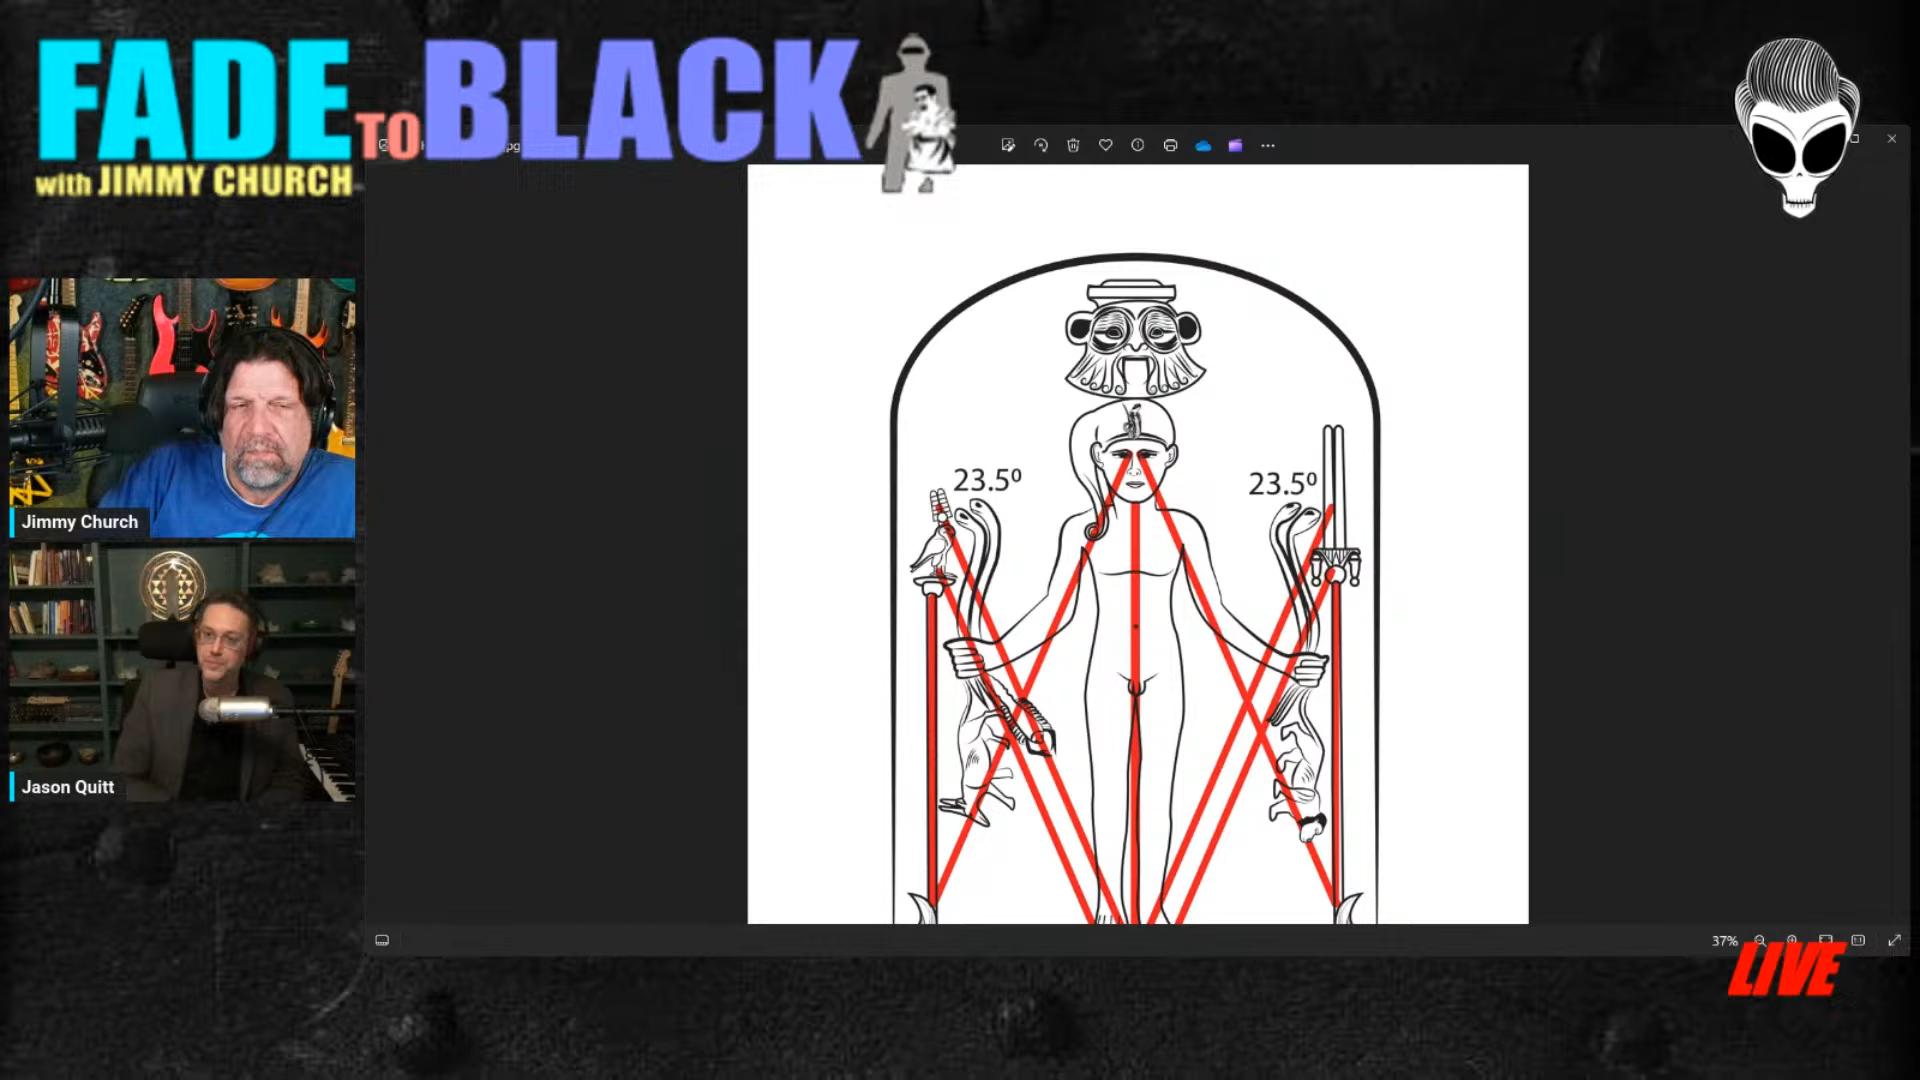 FADE TO BLACK
with JIMMY CHURCH
23.5⁰
23.5⁰
Jimmy Church
Jason Quitt
37%
LIVE